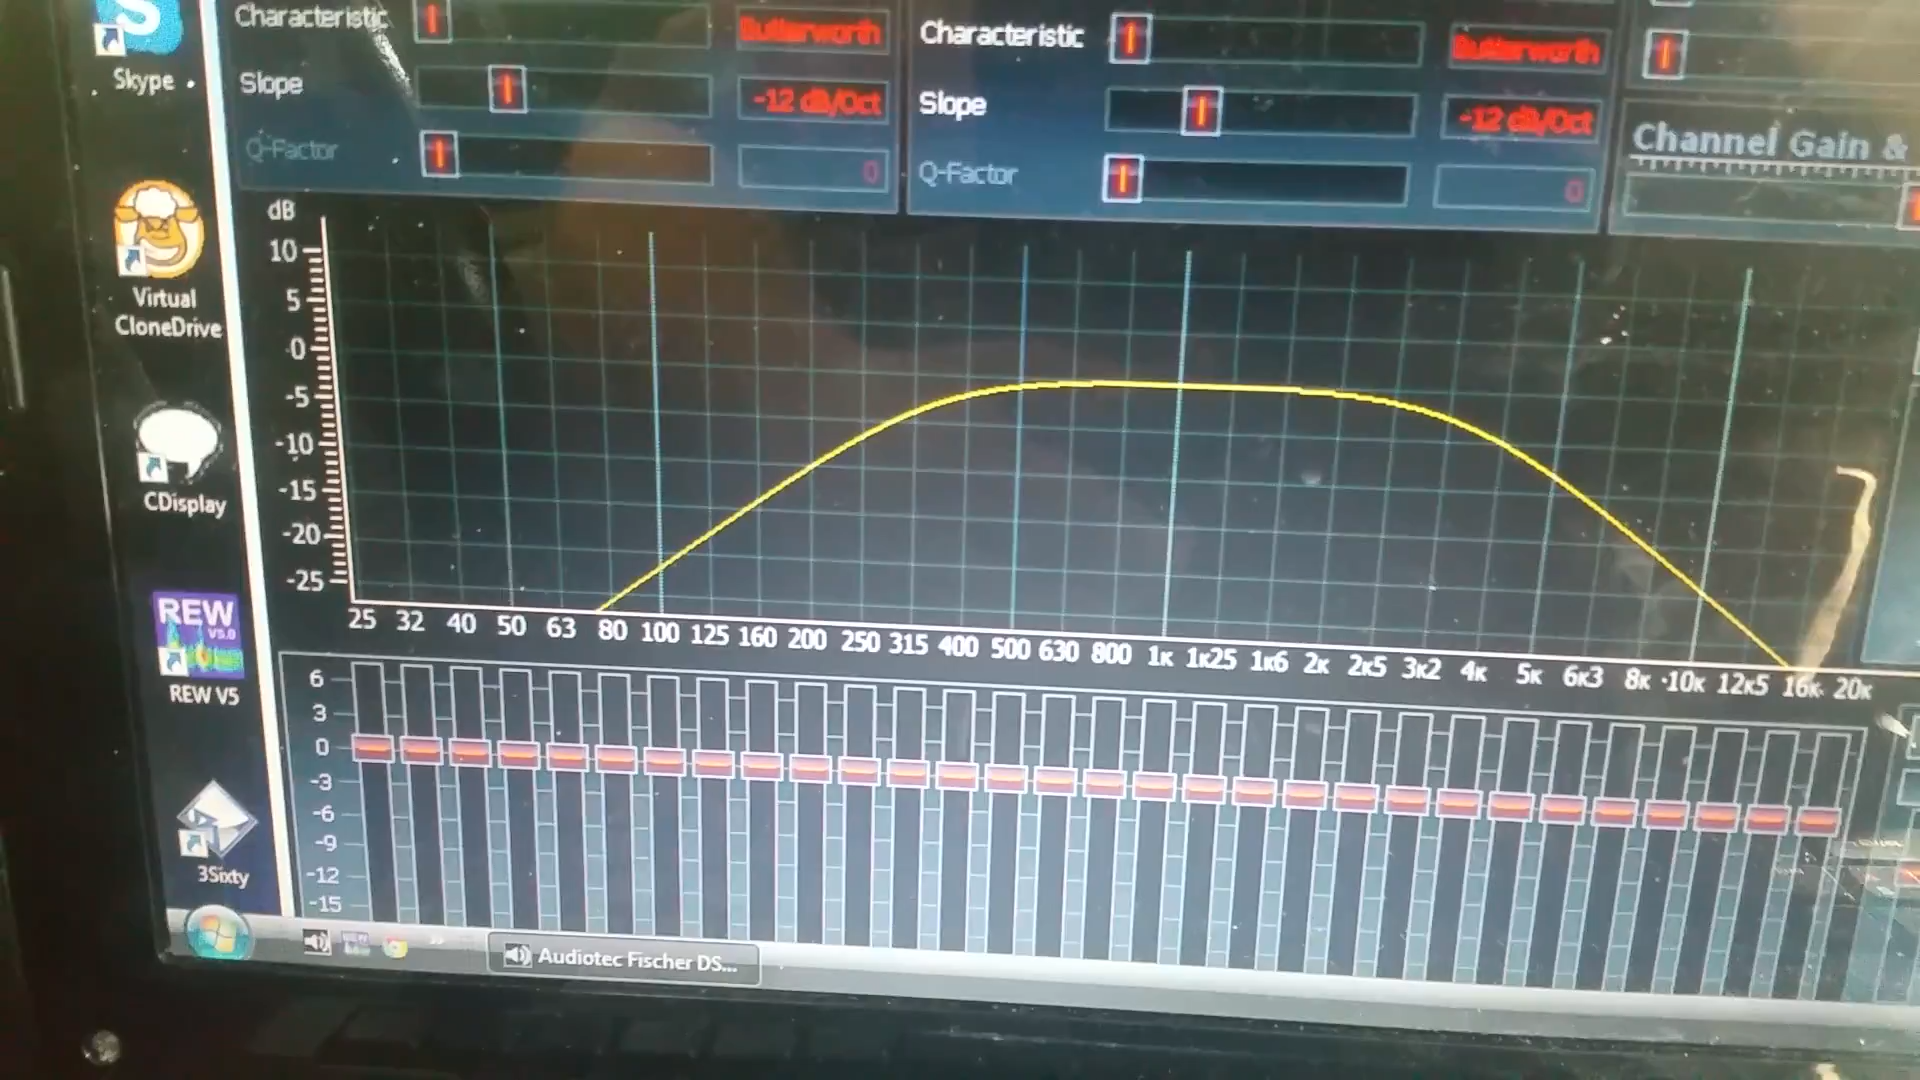 Characteristic Butterworth
Slope -12 dB/Oct
Q-Factor 0
Characteristic Butterworth
Slope -12 dB/Oct
Q-Factor 0
Channel Gain &
dB
10
5
0
-5
-10
-15
-20
-25
25 32 40 50 63 80 100 125 160 200 250 315 400 500 630 800 1K 1K25 1K6 2K 2K5 3K2 4K 5K 6K3 8K 10K 12K5 16K 20K
6
3
0
-3
-6
-9
-12
-15
Skype
Virtual
CloneDrive
CDisplay
REW
V5.0
REW V5
3Sixty
Audiotec Fischer DS...